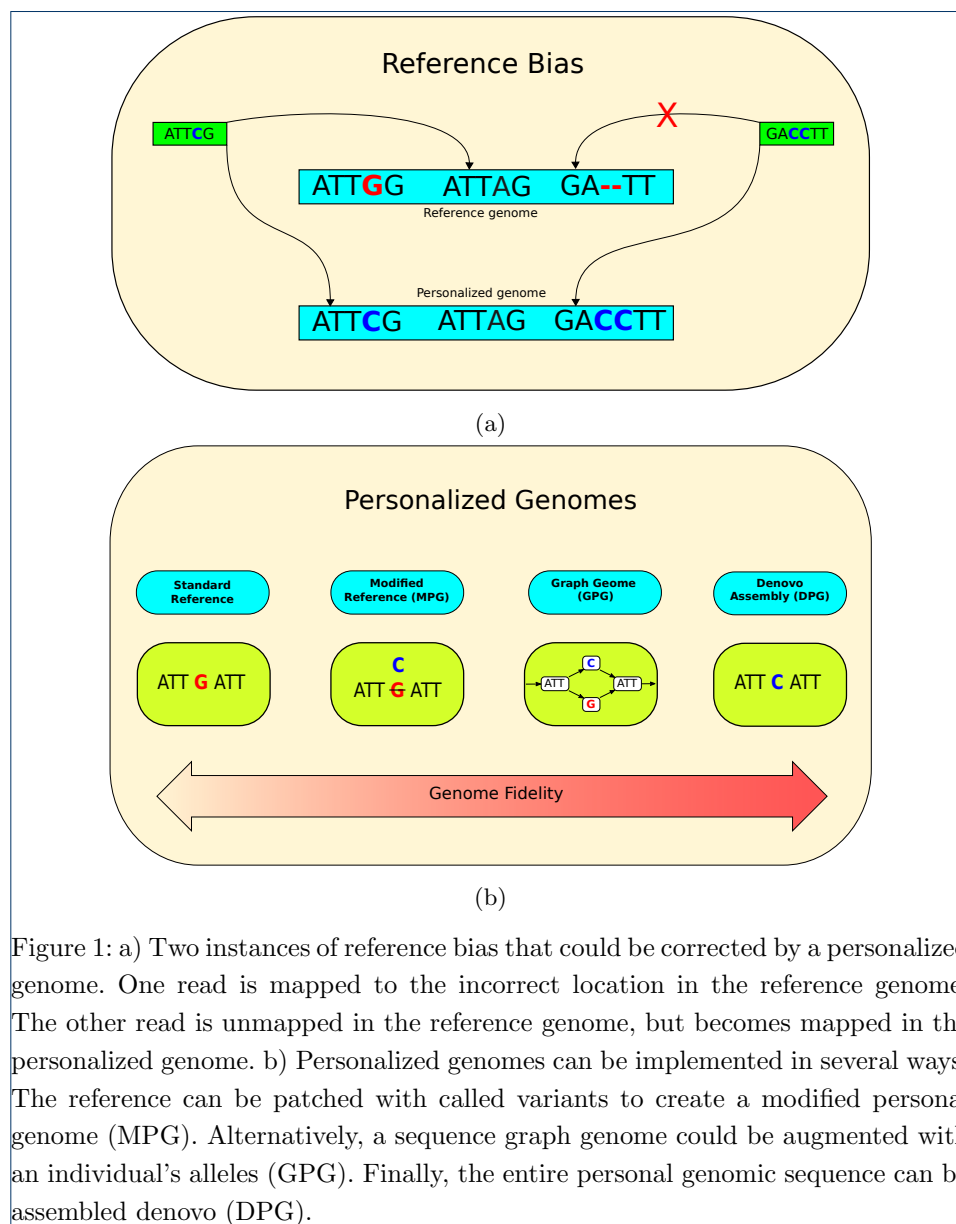 Reference Bias
X
ATTCG
GACCTT
ATTGG ATTAG GA--TT
Reference genome
Personalized genome
ATTCG ATTAG GACCTT
(a)
Personalized Genomes
Standard Reference
Modified Reference (MPG)
Graph Geome (GPG)
Denovo Assembly (DPG)
ATT G ATT
C
ATT G ATT
C
ATT ATT
G
ATT C ATT
Genome Fidelity
(b)
Figure 1: a) Two instances of reference bias that could be corrected by a personalize
genome. One read is mapped to the incorrect location in the reference genome
The other read is unmapped in the reference genome, but becomes mapped in th
personalized genome. b) Personalized genomes can be implemented in several ways
The reference can be patched with called variants to create a modified persona
genome (MPG). Alternatively, a sequence graph genome could be augmented wit
an individual's alleles (GPG). Finally, the entire personal genomic sequence can b
assembled denovo (DPG).